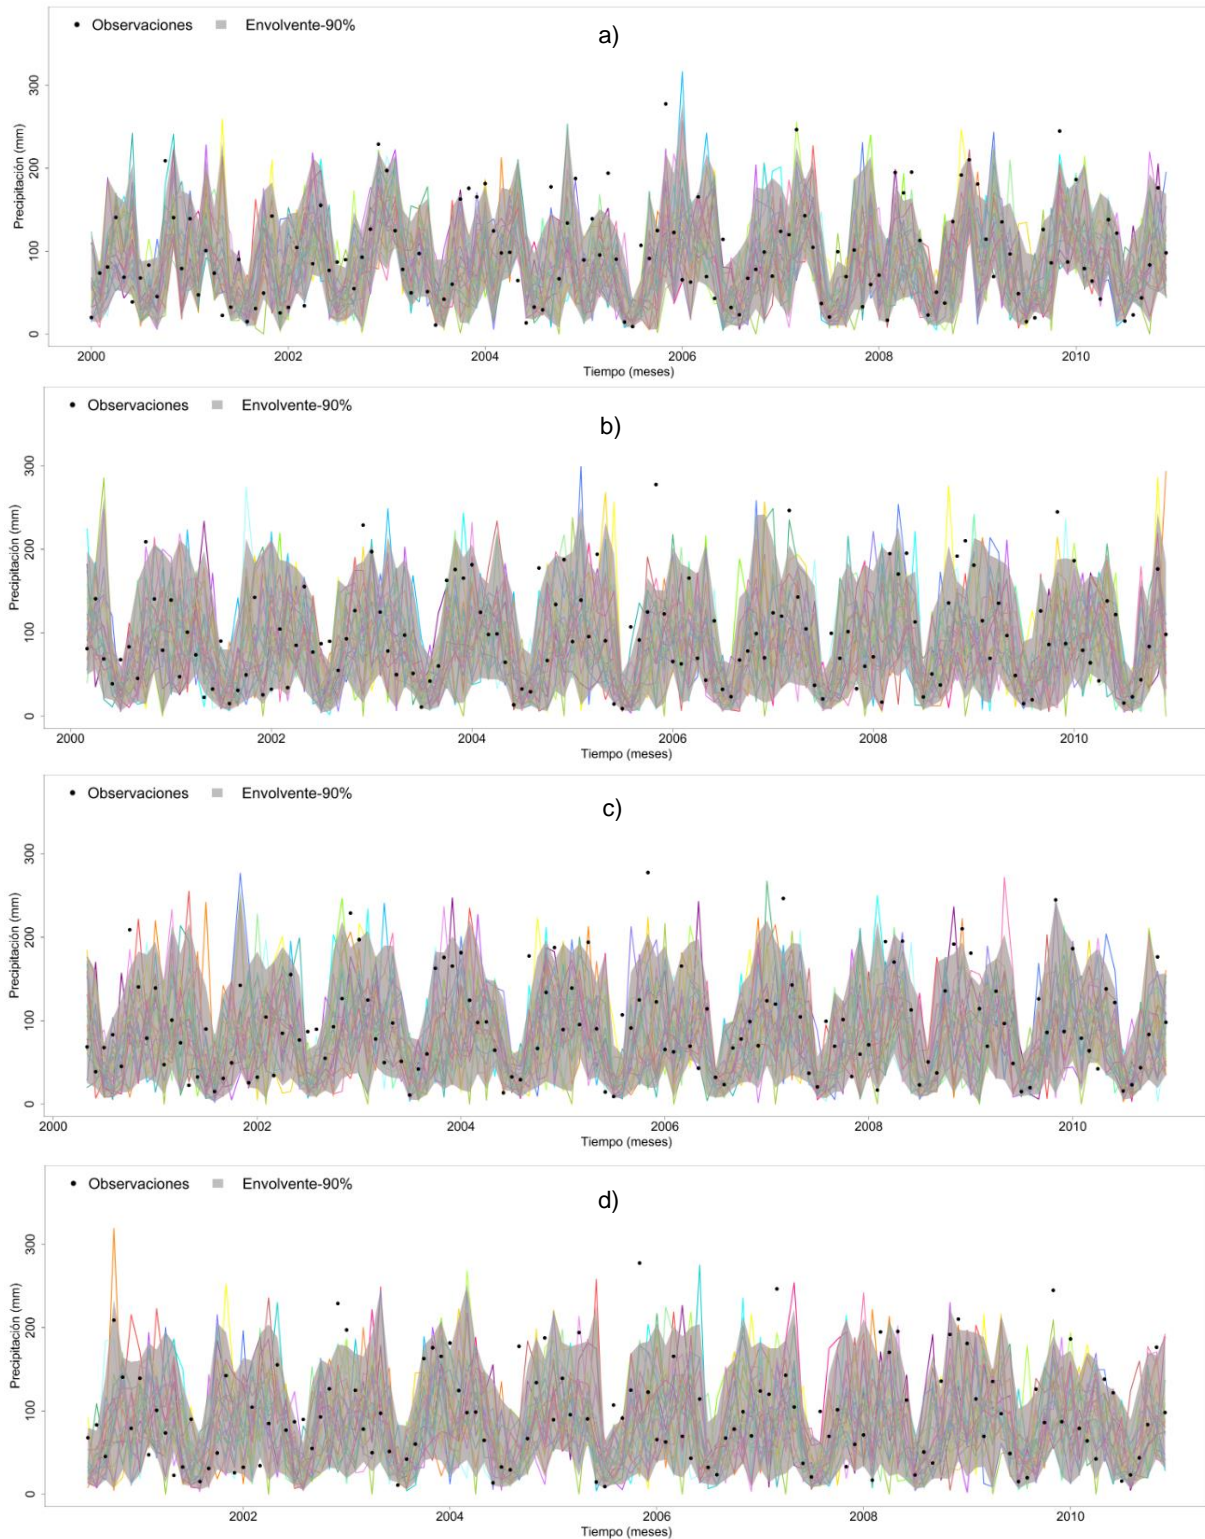 Observaciones Envolvente-90%
a)
Precipitación (mm)
300
200
100
0
2000 2002 2004 2006 2008 2010
Tiempo (meses)
Observaciones Envolvente-90%
b)
Precipitación (mm)
300
200
100
0
2000 2002 2004 2006 2008 2010
Tiempo (meses)
Observaciones Envolvente-90%
c)
Precipitación (mm)
300
200
100
0
2000 2002 2004 2006 2008 2010
Tiempo (meses)
Observaciones Envolvente-90%
d)
Precipitación (mm)
300
200
100
0
2002 2004 2006 2008 2010
Tiempo (meses)